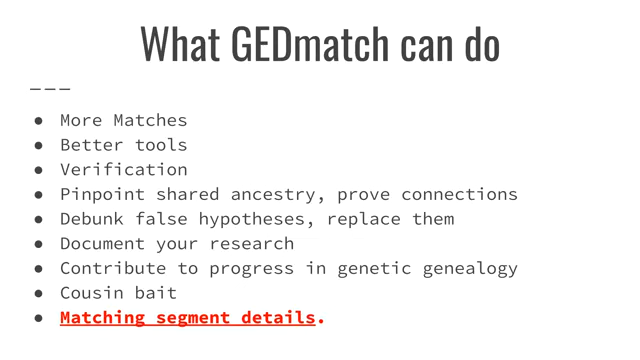 What GEDmatch can do
● More Matches
● Better tools
● Verification
● Pinpoint shared ancestry, prove connections
● Debunk false hypotheses, replace them
● Document your research
● Contribute to progress in genetic genealogy
● Cousin bait
● Matching segment details.